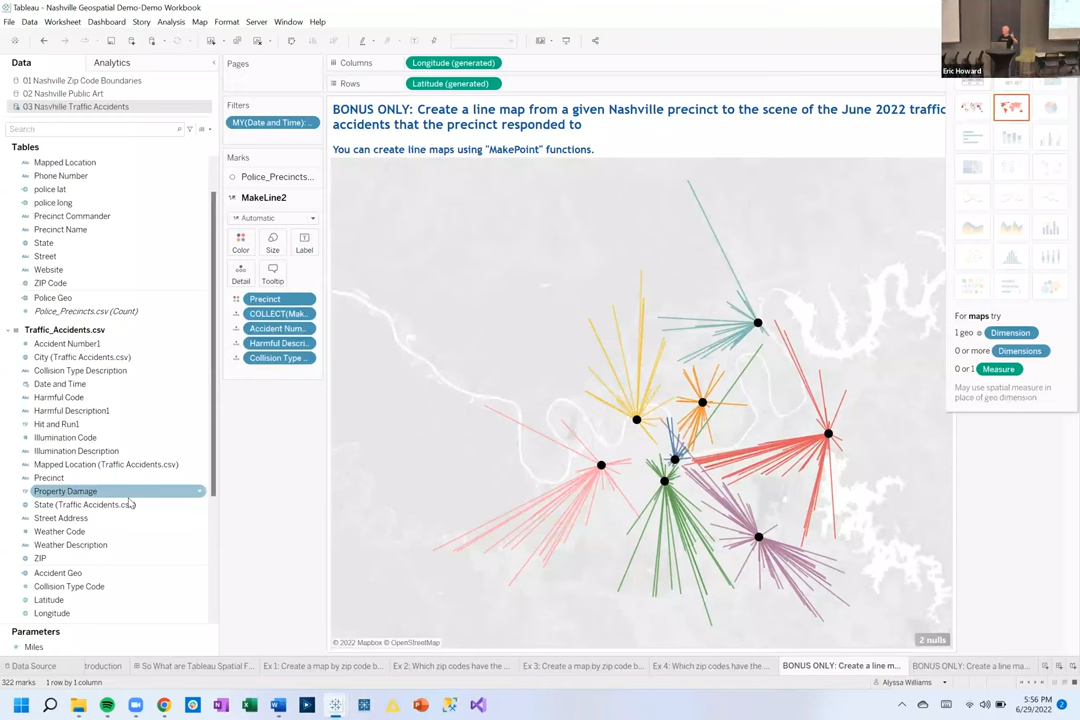 Tableau - Nashville Geospatial Demo-Demo Workbook
File Data Worksheet Dashboard Story Analysis Map Format Server Window Help
Data Analytics
01 Nashville Zip Code Boundaries
02 Nashville Public Art
03 Nasvhille Traffic Accidents
Search
Tables
Mapped Location
Phone Number
police lat
police long
Precinct Commander
Precinct Name
State
Street
Website
ZIP Code
Police Geo
Police_Precincts.csv (Count)
Traffic_Accidents.csv
Accident Number1
City (Traffic Accidents.csv)
Collision Type Description
Date and Time
Harmful Code
Harmful Description1
Hit and Run1
Illumination Code
Illumination Description
Mapped Location (Traffic Accidents.csv)
Precinct
Property Damage
State (Traffic Accidents.csv)
Street Address
Weather Code
Weather Description
ZIP
Accident Geo
Collision Type Code
Latitude
Longitude
Parameters
Miles
Pages
Filters
MY(Date and Time): ..
Marks
Police_Precincts...
MakeLine2
Automatic
Color Size Label
Detail Tooltip
Precinct
COLLECT(Mak..
Accident Num..
Harmful Descri..
Collision Type ..
Columns Longitude (generated)
Rows Latitude (generated)
BONUS ONLY: Create a line map from a given Nashville precinct to the scene of the June 2022 traffic
accidents that the precinct responded to
You can create line maps using "MakePoint" functions.
© 2022 Mapbox © OpenStreetMap
2 nulls
Eric Howard
For maps try
1 geo Dimension
0 or more Dimensions
0 or 1 Measure
May use spatial measure in
place of geo dimension
Data Source troduction So What are Tableau Spatial F... Ex 1: Create a map by zip code b... Ex 2: Which zip codes have the ... Ex 3: Create a map by zip code b... Ex 4: Which zip codes have the ... BONUS ONLY: Create a line m... BONUS ONLY: Create a line ma...
322 marks 1 row by 1 column
Alyssa Williams
5:56 PM
6/29/2022
2